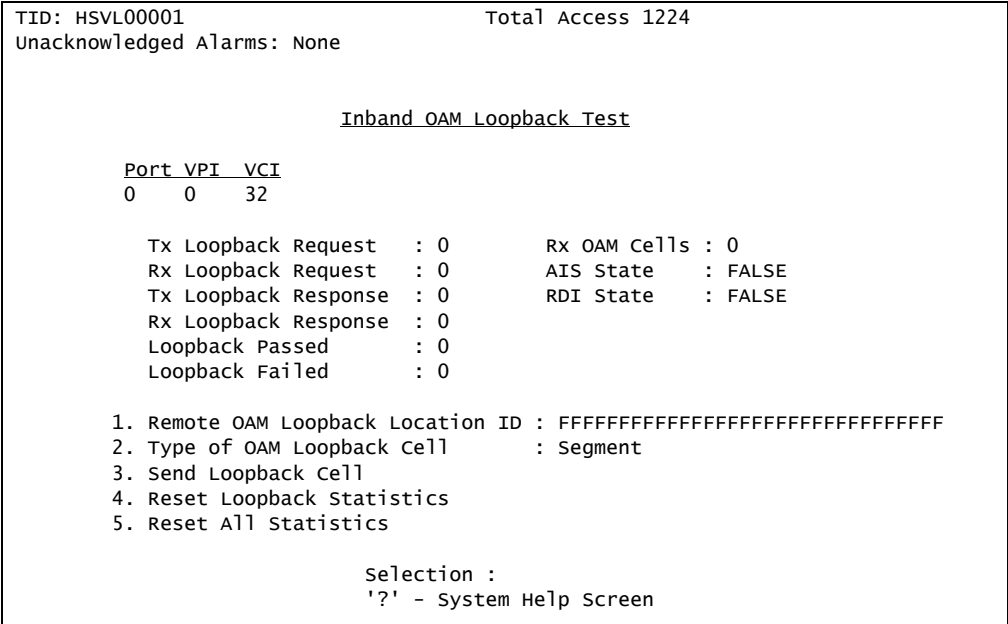 TID: HSVL00001 Total Access 1224
Unacknowledged Alarms: None
Inband OAM Loopback Test
Port VPI VCI
0 0 32
Tx Loopback Request : 0 Rx OAM Cells : 0
Rx Loopback Request : 0 AIS State : FALSE
Tx Loopback Response : 0 RDI State : FALSE
Rx Loopback Response : 0
Loopback Passed : 0
Loopback Failed : 0
1. Remote OAM Loopback Location ID : FFFFFFFFFFFFFFFFFFFFFFFFFFFFFFFF
2. Type of OAM Loopback Cell : Segment
3. Send Loopback Cell
4. Reset Loopback Statistics
5. Reset All Statistics
Selection :
'?' – System Help Screen